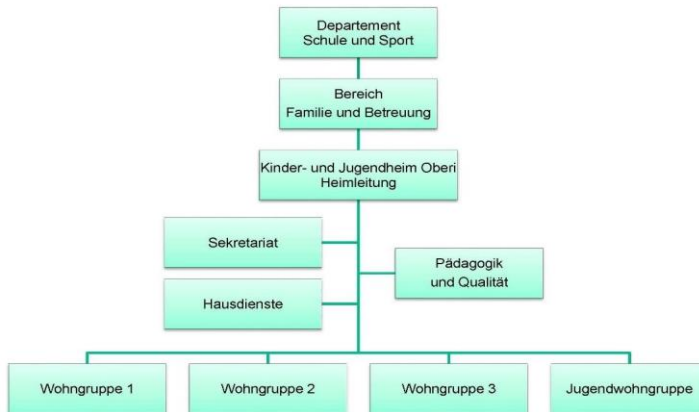 Departement
Schule und Sport
Bereich
Familie und Betreuung
Kinder- und Jugendheim Oberi
Heimleitung
Sekretariat
Pädagogik
und Qualität
Hausdienste
Wohngruppe 1
Wohngruppe 2
Wohngruppe 3
Jugendwohngruppe